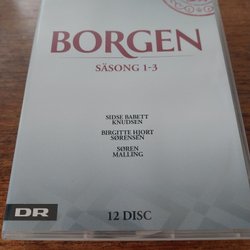 BORGEN
SÄSONG 1-3
SIDSE BABETT
KNUDSEN
BIRGITTE HJORT
SØRENSEN
SØREN
MALLING
DR
12 DISC